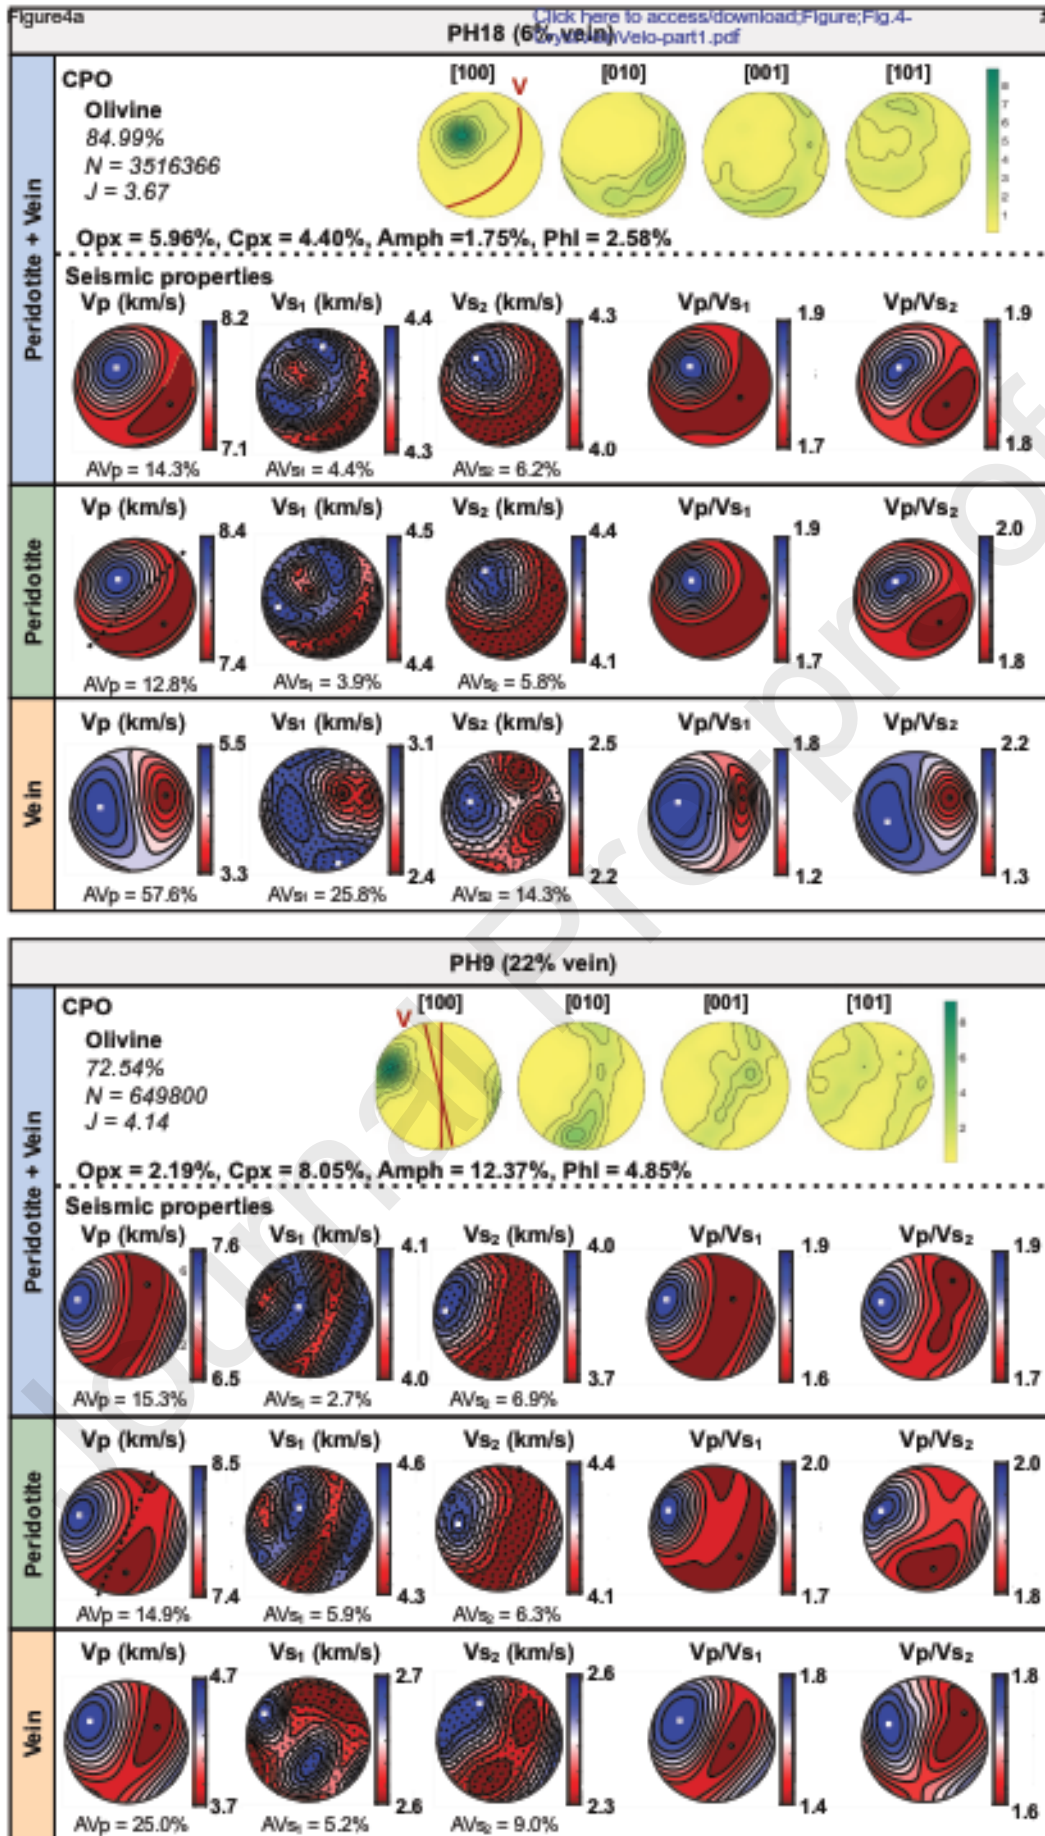 Figure4a
Click here to access/download;Figure;Fig.4-
PH18 (6% vein)
Velo-part1.pdf
Peridotite + Vein
CPO
[100] [010] [001] [101]
V
Olivine
84.99%
N = 3516366
J = 3.67
8
7
6
5
4
3
2
1
Opx = 5.96%, Cpx = 4.40%, Amph =1.75%, Phl = 2.58%
Seismic properties
Vp (km/s) Vs1 (km/s) Vs2 (km/s) Vp/Vs1 Vp/Vs2
8.2 4.4 4.3 1.9 1.9
7.1 4.3 4.0 1.7 1.8
AVp = 14.3% AVs1 = 4.4% AVs2 = 6.2%
Peridotite
Vp (km/s) Vs1 (km/s) Vs2 (km/s) Vp/Vs1 Vp/Vs2
8.4 4.5 4.4 1.9 2.0
7.4 4.4 4.1 1.7 1.8
AVp = 12.8% AVs1 = 3.9% AVs2 = 5.8%
Vein
Vp (km/s) Vs1 (km/s) Vs2 (km/s) Vp/Vs1 Vp/Vs2
5.5 3.1 2.5 1.8 2.2
3.3 2.4 2.2 1.2 1.3
AVp = 57.6% AVs1 = 25.8% AVs2 = 14.3%
PH9 (22% vein)
Peridotite + Vein
CPO
V [100] [010] [001] [101]
Olivine
72.54%
N = 649800
J = 4.14
8
6
4
2
Opx = 2.19%, Cpx = 8.05%, Amph = 12.37%, Phl = 4.85%
Seismic properties
Vp (km/s) Vs1 (km/s) Vs2 (km/s) Vp/Vs1 Vp/Vs2
7.6 4.1 4.0 1.9 1.9
6.5 4.0 3.7 1.6 1.7
AVp = 15.3% AVs1 = 2.7% AVs2 = 6.9%
Peridotite
Vp (km/s) Vs1 (km/s) Vs2 (km/s) Vp/Vs1 Vp/Vs2
8.5 4.6 4.4 2.0 2.0
7.4 4.3 4.1 1.7 1.8
AVp = 14.9% AVs1 = 5.9% AVs2 = 6.3%
Vein
Vp (km/s) Vs1 (km/s) Vs2 (km/s) Vp/Vs1 Vp/Vs2
4.7 2.7 2.6 1.8 1.8
3.7 2.6 2.3 1.4 1.6
AVp = 25.0% AVs1 = 5.2% AVs2 = 9.0%
Journal Pre-proof